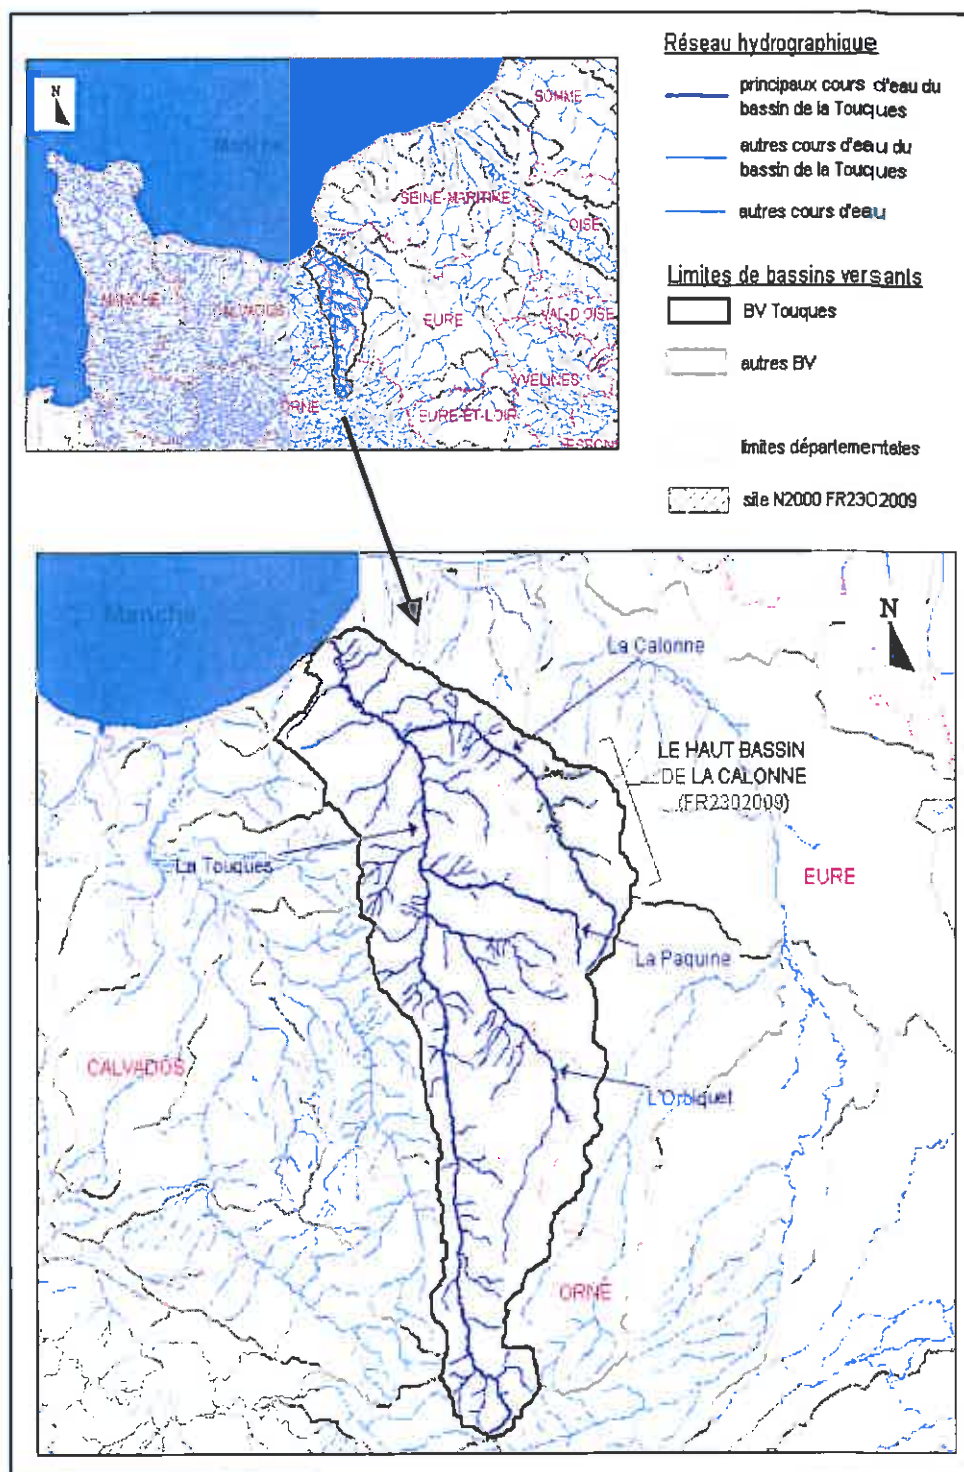 Réseau hydrographique
principaux cours d'eau du
bassin de la Touques
autres cours d'eau du
bassin de la Touques
autres cours d'eau
Limites de bassins versants
BV Touques
autres BV
limites départementales
site N2000 FR2302009
N
Manche
SOMME
SEINE-MARITIME
OISE
MANCHE
CALVADOS
EURE
VAL-D'OISE
YVELINES
ORNE
EURE-ET-LOIR
ESSONN
Manche
N
La Calonne
LE HAUT BASSIN
DE LA CALONNE
(FR2302009)
La Touques
EURE
La Paquine
CALVADOS
L'Orbiquet
ORNE